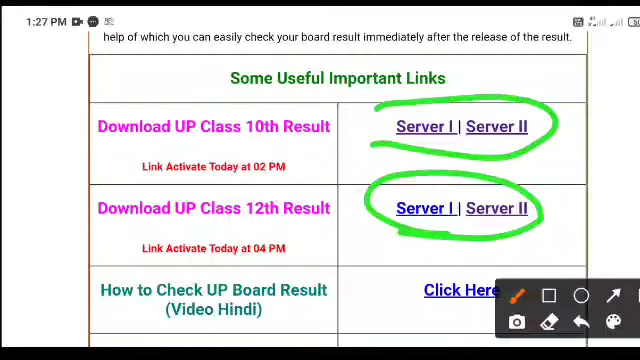 1:27 PM
help of which you can easily check your board result immediately after the release of the result.
Some Useful Important Links
Download UP Class 10th Result
Server I | Server II
Link Activate Today at 02 PM
Download UP Class 12th Result
Server I | Server II
Link Activate Today at 04 PM
How to Check UP Board Result
(Video Hindi)
Click Here